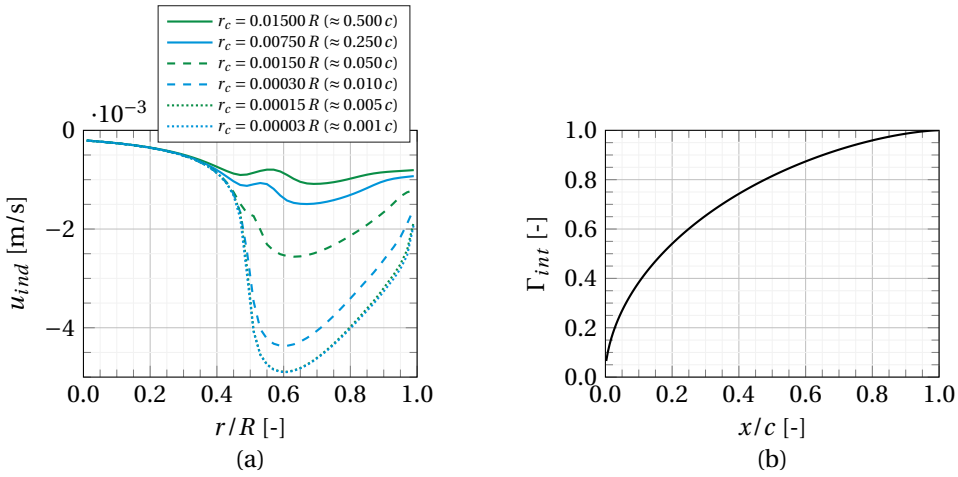 r_c = 0.01500 R (≈ 0.500 c)
r_c = 0.00750 R (≈ 0.250 c)
r_c = 0.00150 R (≈ 0.050 c)
r_c = 0.00030 R (≈ 0.010 c)
r_c = 0.00015 R (≈ 0.005 c)
r_c = 0.00003 R (≈ 0.001 c)
·10⁻³
0
−2
−4
u_ind [m/s]
0.0 0.2 0.4 0.6 0.8 1.0
r/R [-]
(a)
1.0
0.8
0.6
0.4
0.2
0.0
Γ_int [-]
0.0 0.2 0.4 0.6 0.8 1.0
x/c [-]
(b)